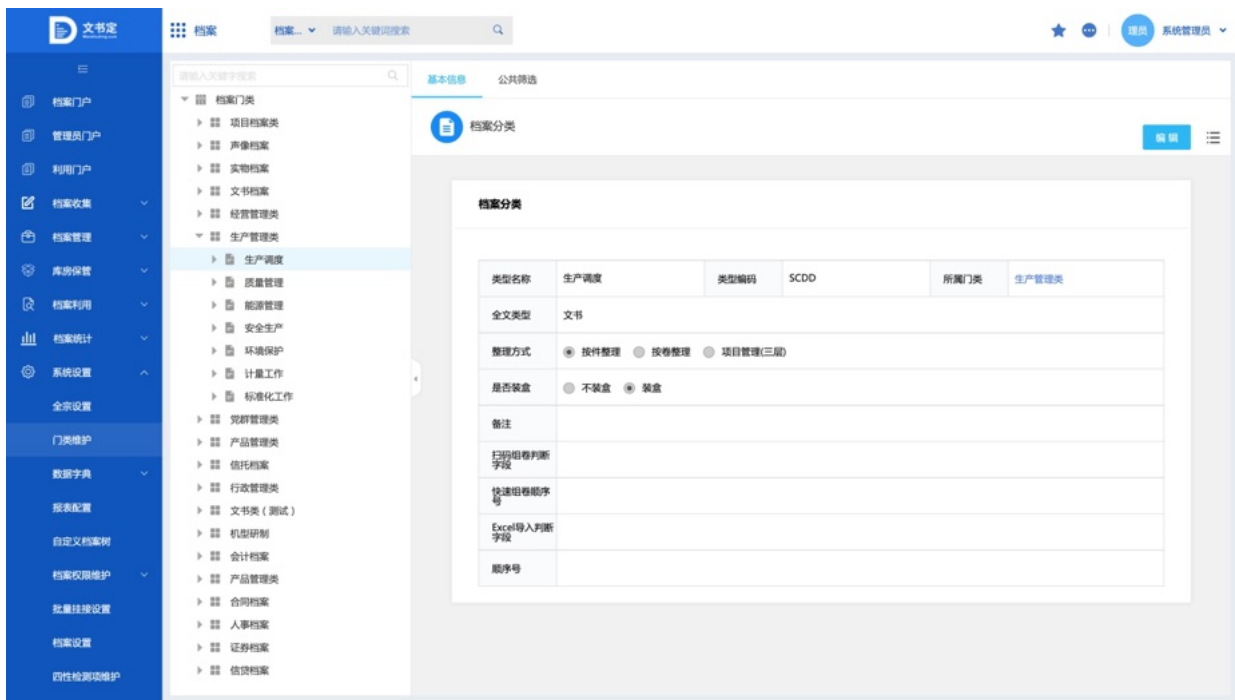 文书定
档案
档案...
请输入关键词搜索
理员
系统管理员
档案门户
管理员门户
利用门户
档案收集
档案管理
库房保管
档案利用
档案统计
系统设置
全宗设置
门类维护
数据字典
报表配置
自定义档案树
档案权限维护
批量挂接设置
档案设置
四性检测项维护
请输入关键字搜索
档案门类
项目档案类
声像档案
实物档案
文书档案
经营管理类
生产管理类
生产调度
质量管理
能源管理
安全生产
环境保护
计量工作
标准化工作
党群管理类
产品管理类
信托档案
行政管理类
文书类（测试）
机型研制
会计档案
产品管理类
合同档案
人事档案
证券档案
信贷档案
基本信息 公共筛选
档案分类
编辑
档案分类
类型名称 生产调度 类型编码 SCDD 所属门类 生产管理类
全文类型 文书
整理方式 按件整理 按卷整理 项目管理(三层)
是否装盒 不装盒 装盒
备注
扫码组卷判断
字段
快速组卷顺序
号
Excel导入判断
字段
顺序号